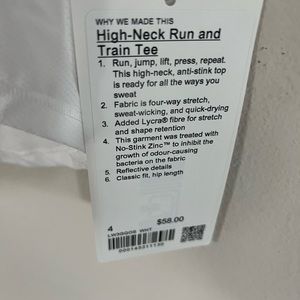 WHY WE MADE THIS
High-Neck Run and
Train Tee
1. Run, jump, lift, press, repeat.
This high-neck, anti-stink top
is ready for all the ways you
sweat
2. Fabric is four-way stretch,
sweat-wicking, and quick-drying
3. Added Lycra® fibre for stretch
and shape retention
4. This garment was treated with
No-Stink Zinc™ to inhibit the
growth of odour-causing
bacteria on the fabric
5. Reflective details
6. Classic fit, hip length
$58.00
4